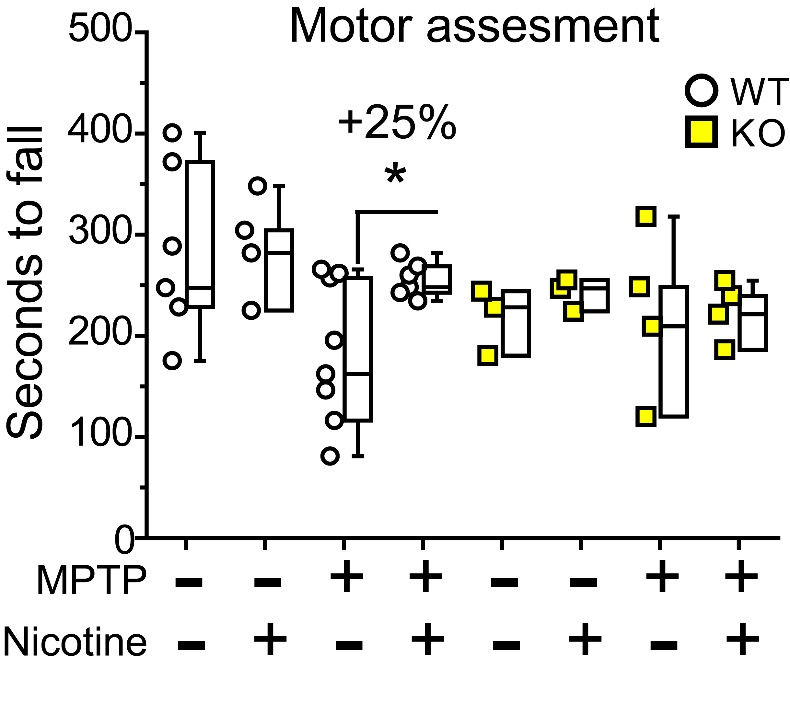 Motor assesment
500
400
300
200
100
0
Seconds to fall
WT
KO
+25%
*
MPTP - - + + - - + +
Nicotine - + - + - + - +